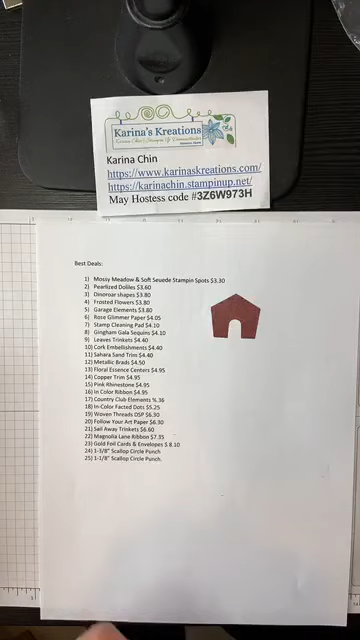 Karina's Kreations
Karina Chin
https://www.karinaskreations.com/
https://karinachin.stampinup.net/
May Hostess code #3Z6W973H
Best Deals:
1) Mossy Meadow & Soft Seuede Stampin Spots $3.30
2) Pearlized Doilies $3.60
3) Dinoroar shapes $3.80
4) Frosted Flowers $3.80
5) Garage Elements $3.80
6) Rose Glimmer Paper $4.05
7) Stamp Cleaning Pad $4.10
8) Gingham Gala Sequins $4.10
9) Leaves Trinkets $4.40
10) Cork Embellishments $4.40
11) Sahara Sand Trim $4.40
12) Metallic Brads $4.50
13) Floral Essence Centers $4.95
14) Copper Trim $4.95
15) Pink Rhinestone $4.95
16) In Color Ribbon $4.95
17) Country Club Elements %.36
18) In-Color Facted Dots $5.25
19) Woven Threads DSP $6.30
20) Follow Your Art Paper $6.30
21) Sail Away Trinkets $6.60
22) Magnolia Lane Ribbon $7.35
23) Gold Foil Cards & Envelopes $ 8.10
24) 1-3/8" Scallop Circle Punch
25) 1-1/8" Scallop Circle Punch.